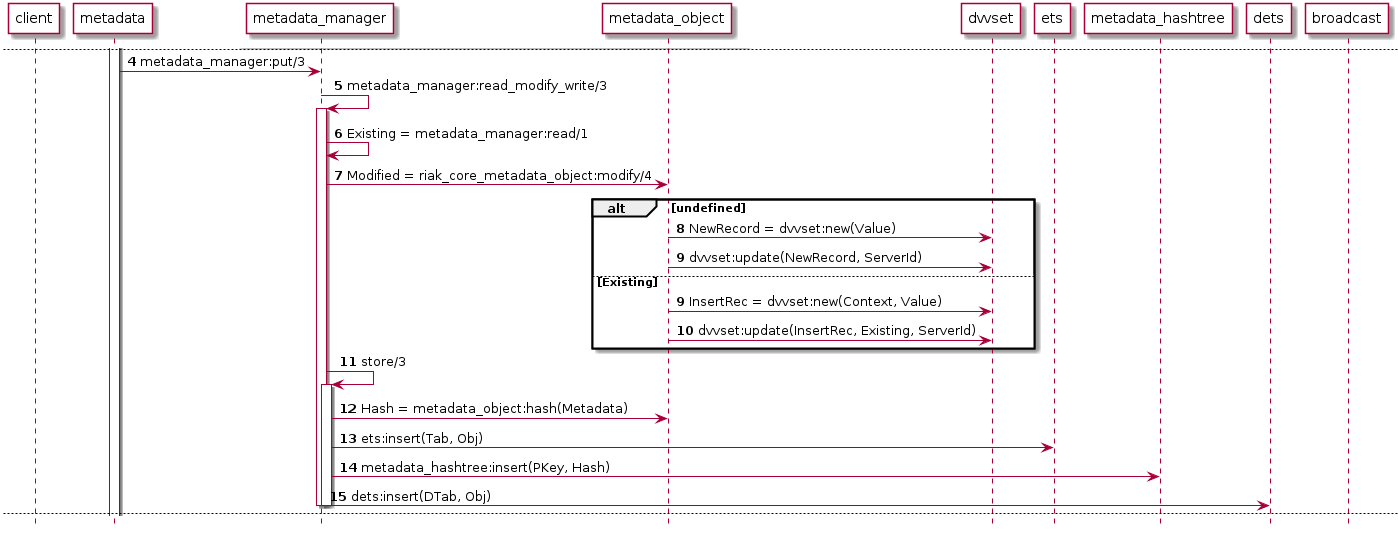 client
metadata
metadata_manager
metadata_object
dvvset
ets
metadata_hashtree
dets
broadcast
4 metadata_manager:put/3
5 metadata_manager:read_modify_write/3
6 Existing = metadata_manager:read/1
7 Modified = riak_core_metadata_object:modify/4
alt [undefined]
8 NewRecord = dvvset:new(Value)
9 dvvset:update(NewRecord, ServerId)
[Existing]
9 InsertRec = dvvset:new(Context, Value)
10 dvvset:update(InsertRec, Existing, ServerId)
11 store/3
12 Hash = metadata_object:hash(Metadata)
13 ets:insert(Tab, Obj)
14 metadata_hashtree:insert(PKey, Hash)
15 dets:insert(DTab, Obj)